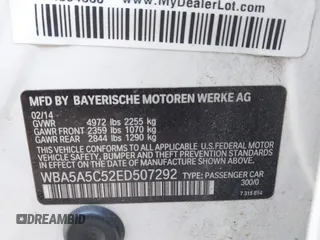 www.MyDealerLot.com
MFD BY BAYERISCHE MOTOREN WERKE AG
02/14
GVWR 4972 lbs 2255 kg
GAWR FRONT 2359 lbs 1070 kg
GAWR REAR 2844 lbs 1290 kg
THIS VEHICLE CONFORMS TO ALL APPLICABLE U.S. FEDERAL MOTOR VEHICLE SAFETY, BUMPER, AND THEFT PREVENTION STANDARDS IN EFFECT ON THE DATE OF MANUFACTURE SHOWN ABOVE.
WBA5A5C52ED507292 TYPE: PASSENGER CAR
300/0
DREAMBID
dreambid.com